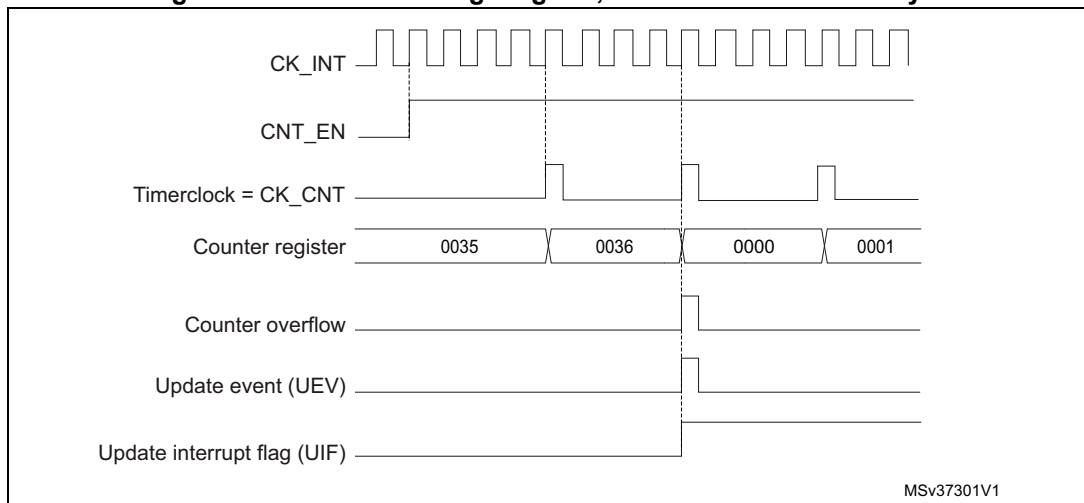 CK_INT
CNT_EN
Timerclock = CK_CNT
Counter register 0035 0036 0000 0001
Counter overflow
Update event (UEV)
Update interrupt flag (UIF)
MSv37301V1